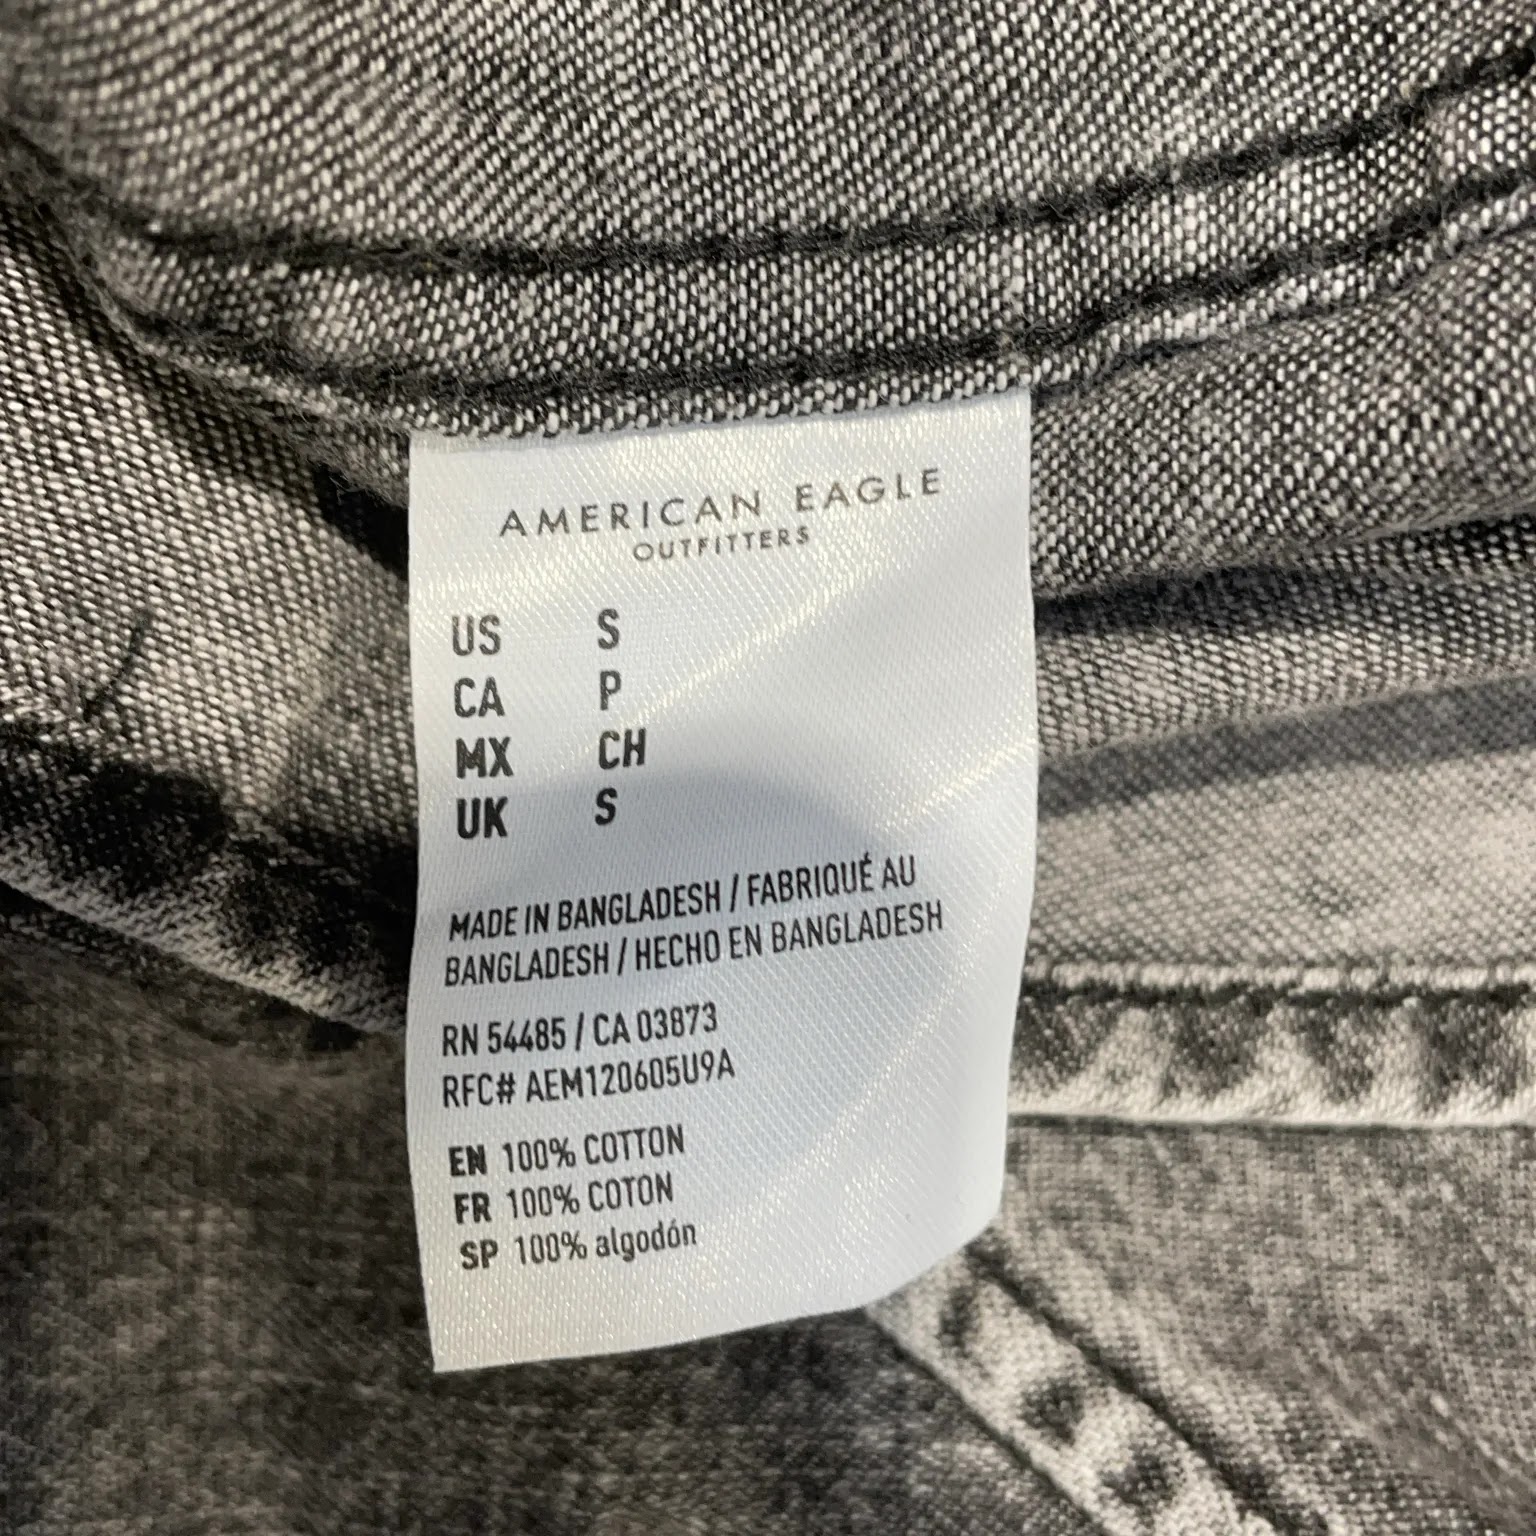 AMERICAN EAGLE
OUTFITTERS
US S
CA P
MX CH
UK S
MADE IN BANGLADESH / FABRIQUÉ AU
BANGLADESH / HECHO EN BANGLADESH
RN 54485 / CA 03873
RFC# AEM120605U9A
EN 100% COTTON
FR 100% COTON
SP 100% algodón